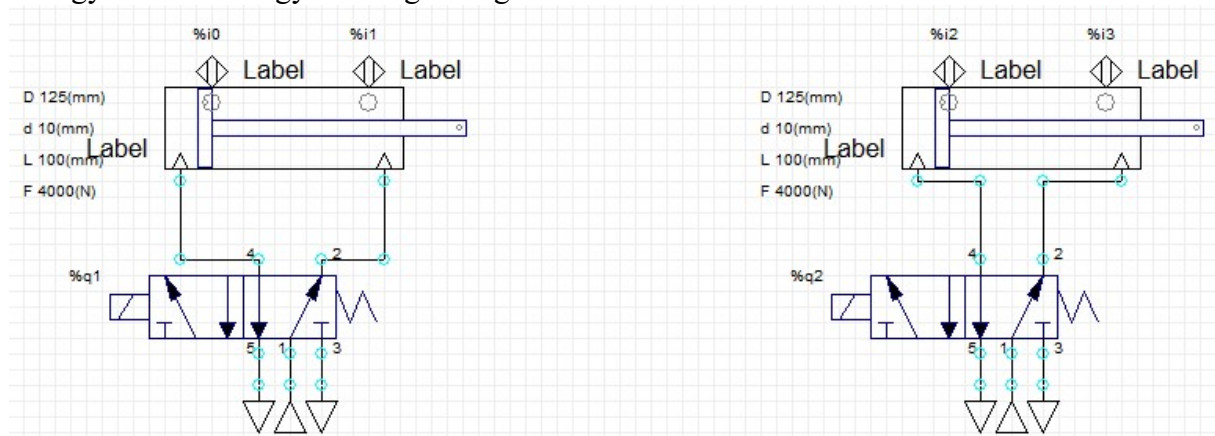 %i0 %i1 %i2 %i3
Label Label Label Label
D 125(mm) D 125(mm)
d 10(mm) d 10(mm)
Label Label
L 100(mm) L 100(mm)
F 4000(N) F 4000(N)
4 2 4 2
%q1 %q2
5 1 3 5 1 3